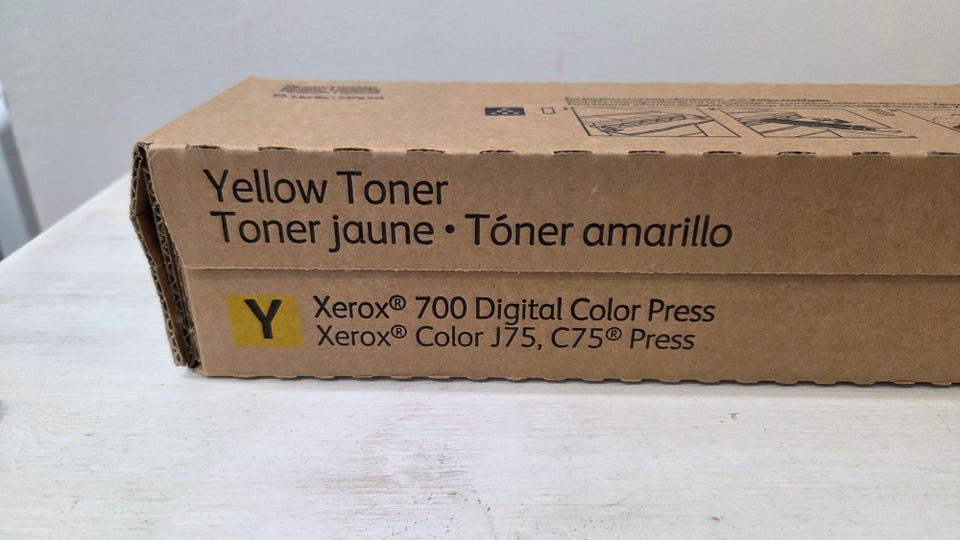 Yellow Toner
Toner jaune • Tóner amarillo
Y
Xerox® 700 Digital Color Press
Xerox® Color J75, C75® Press